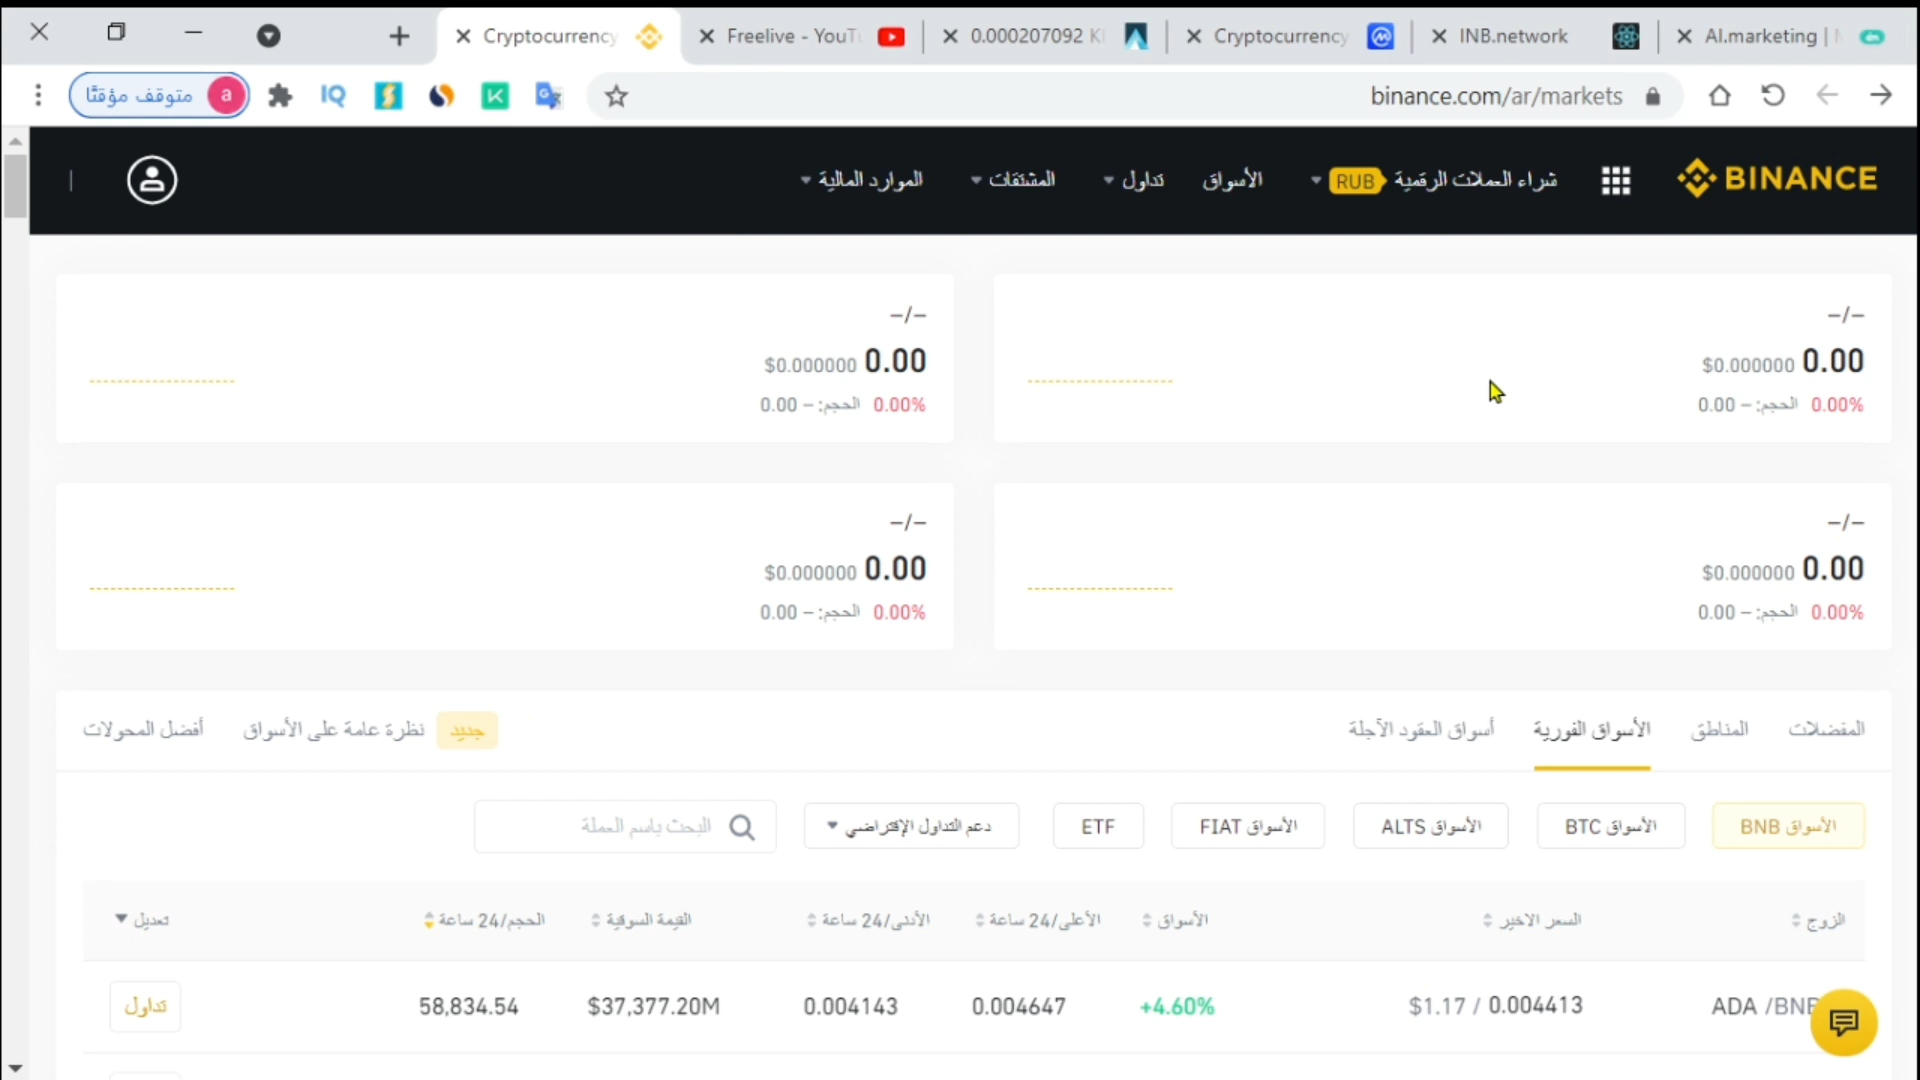 Cryptocurrency
Freelive - YouTu
0.000207092 K
Cryptocurrency
INB.network
AI.marketing |
متوقف مؤقتًا a
IQ
binance.com/ar/markets
BINANCE
شراء العملات الرقمية RUB
الأسواق
تداول
المشتقات
الموارد المالية
–/–
$0.000000 0.00
0.00% الحجم: – 0.00
–/–
$0.000000 0.00
0.00% الحجم: – 0.00
–/–
$0.000000 0.00
0.00% الحجم: – 0.00
–/–
$0.000000 0.00
0.00% الحجم: – 0.00
المفضلات
المناطق
الأسواق الفورية
أسواق العقود الآجلة
جديد
نظرة عامة على الأسواق
أفضل المحولات
الأسواق BNB
الأسواق BTC
الأسواق ALTS
الأسواق FIAT
ETF
دعم التداول الإفتراضي
البحث باسم العملة
الزوج
السعر الاخير
الأسواق
الأعلى/24 ساعة
الأدنى/24 ساعة
القيمة السوقية
الحجم/24 ساعة
تعديل
ADA /BNB
$1.17 / 0.004413
+4.60%
0.004647
0.004143
$37,377.20M
58,834.54
تداول